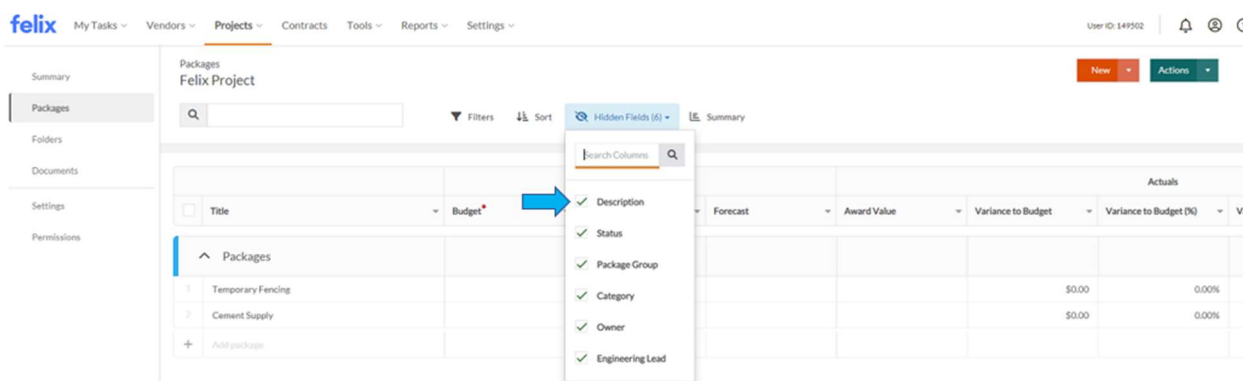 felix My Tasks Vendors Projects Contracts Tools Reports Settings User ID: 149502
Summary
Packages
Folders
Documents
Settings
Permissions
Packages
Felix Project
New Actions
Filters Sort Hidden Fields (6) Summary
Search Columns
Description
Status
Package Group
Category
Owner
Engineering Lead
Actuals
Title Budget* Forecast Award Value Variance to Budget Variance to Budget (%) V
Packages
1 Temporary Fencing $0.00 0.00%
2 Cement Supply $0.00 0.00%
+ Add package